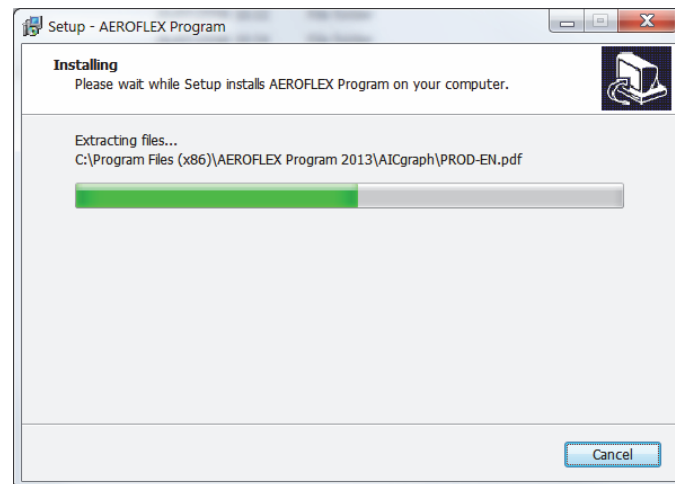 Setup - AEROFLEX Program
Installing
Please wait while Setup installs AEROFLEX Program on your computer.
Extracting files...
C:\Program Files (x86)\AEROFLEX Program 2013\AICgraph\PROD-EN.pdf
Cancel